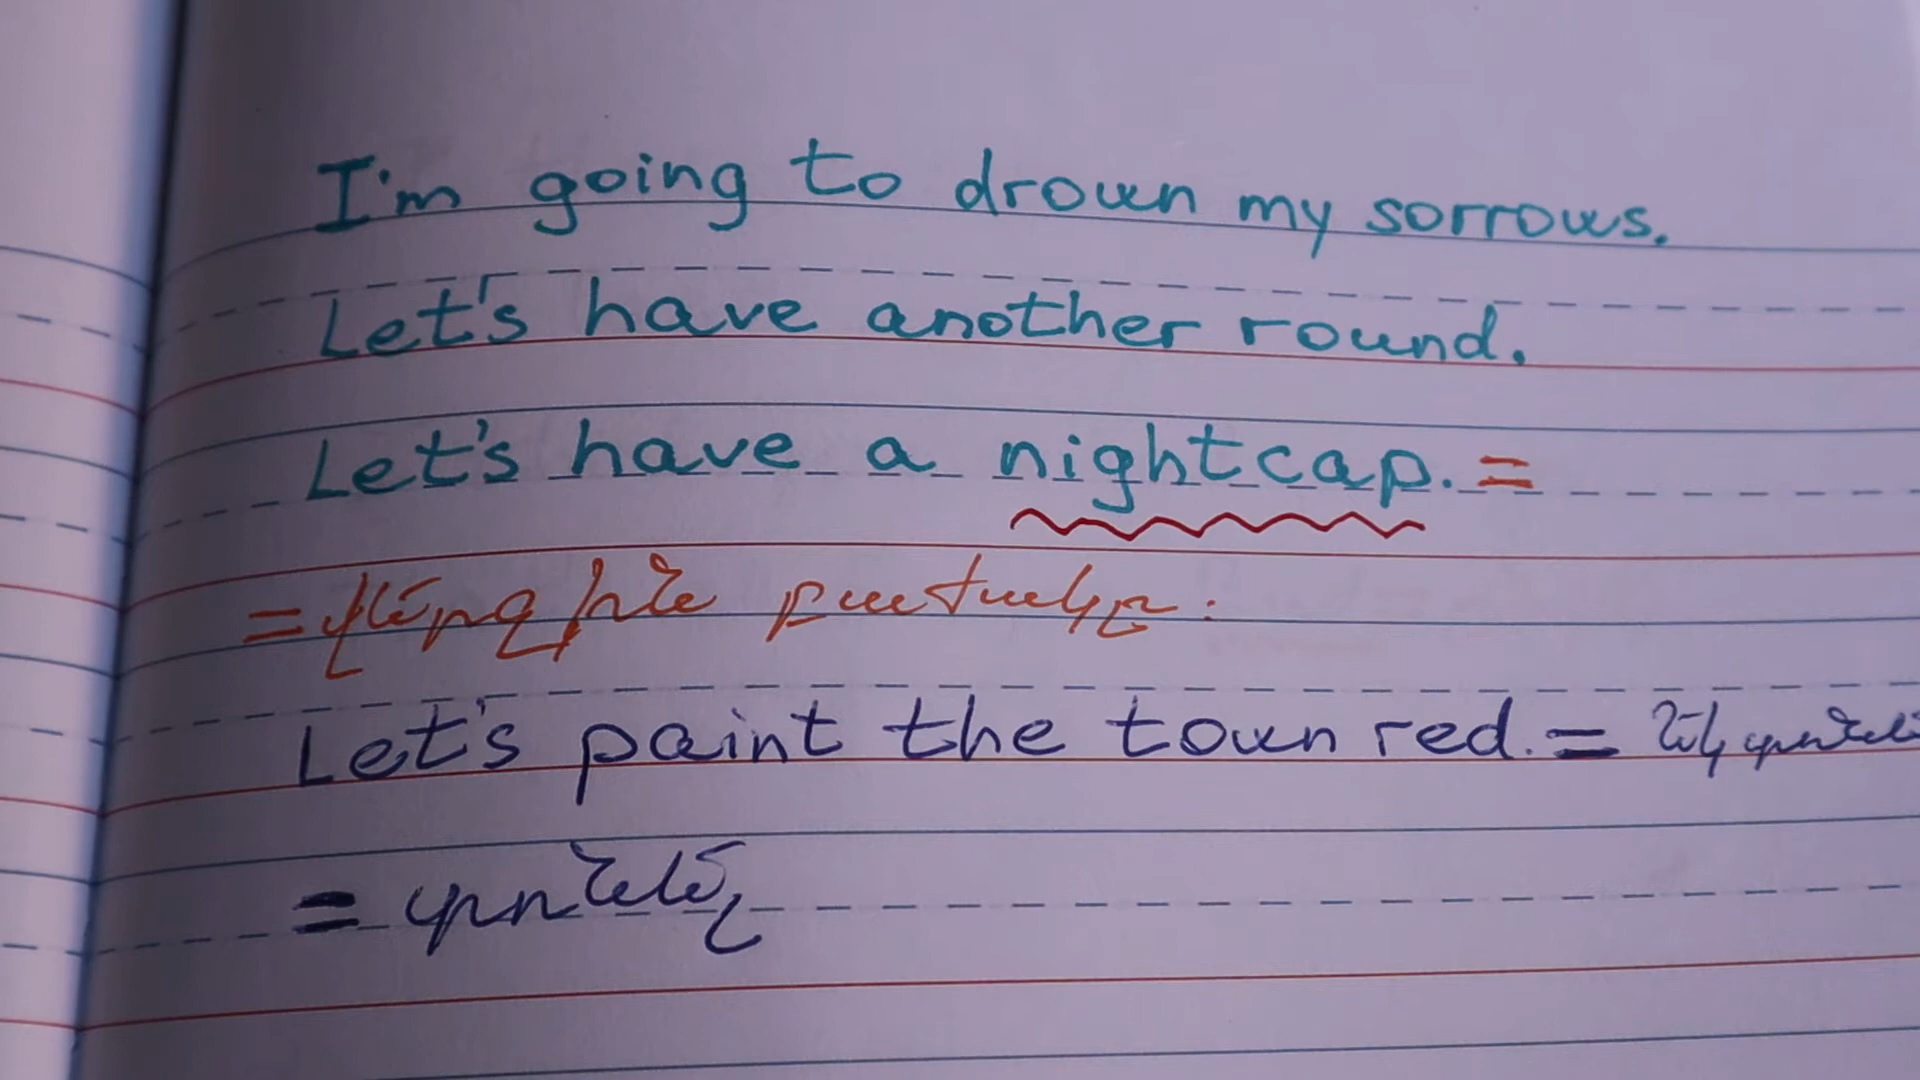 I'm going to drown my sorrows.
Let's have another round.
Let's have a nightcap. =
= վերջին բաժակը:
Let's paint the town red. =